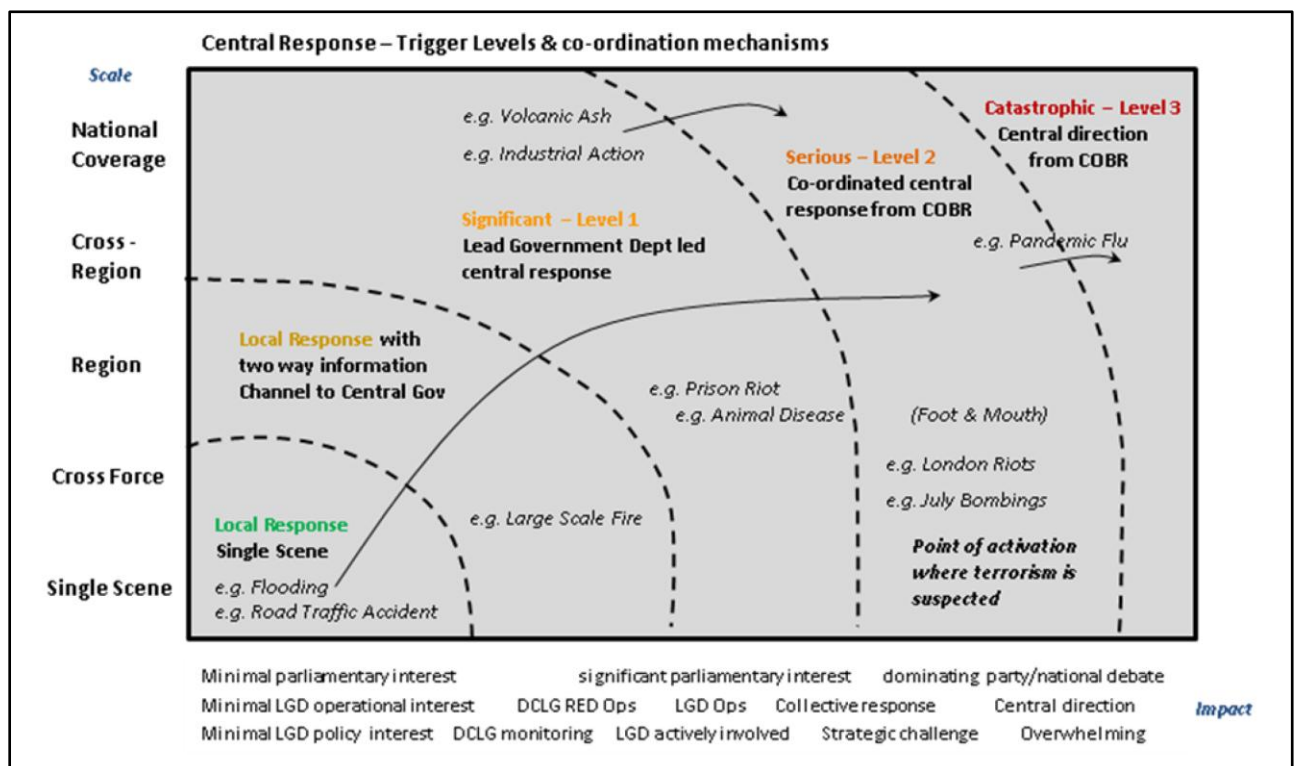 Central Response – Trigger Levels & co-ordination mechanisms
Scale
National
Coverage
Cross -
Region
Region
Cross Force
Single Scene
e.g. Volcanic Ash
e.g. Industrial Action
Catastrophic – Level 3
Central direction
from COBR
Serious – Level 2
Co-ordinated central
response from COBR
Significant – Level 1
Lead Government Dept led
central response
e.g. Pandemic Flu
Local Response with
two way information
Channel to Central Gov
e.g. Prison Riot
e.g. Animal Disease
(Foot & Mouth)
e.g. London Riots
e.g. July Bombings
e.g. Large Scale Fire
Local Response
Single Scene
e.g. Flooding
e.g. Road Traffic Accident
Point of activation
where terrorism is
suspected
Minimal parliamentary interest significant parliamentary interest dominating party/national debate
Minimal LGD operational interest DCLG RED Ops LGD Ops Collective response Central direction
Minimal LGD policy interest DCLG monitoring LGD actively involved Strategic challenge Overwhelming
Impact